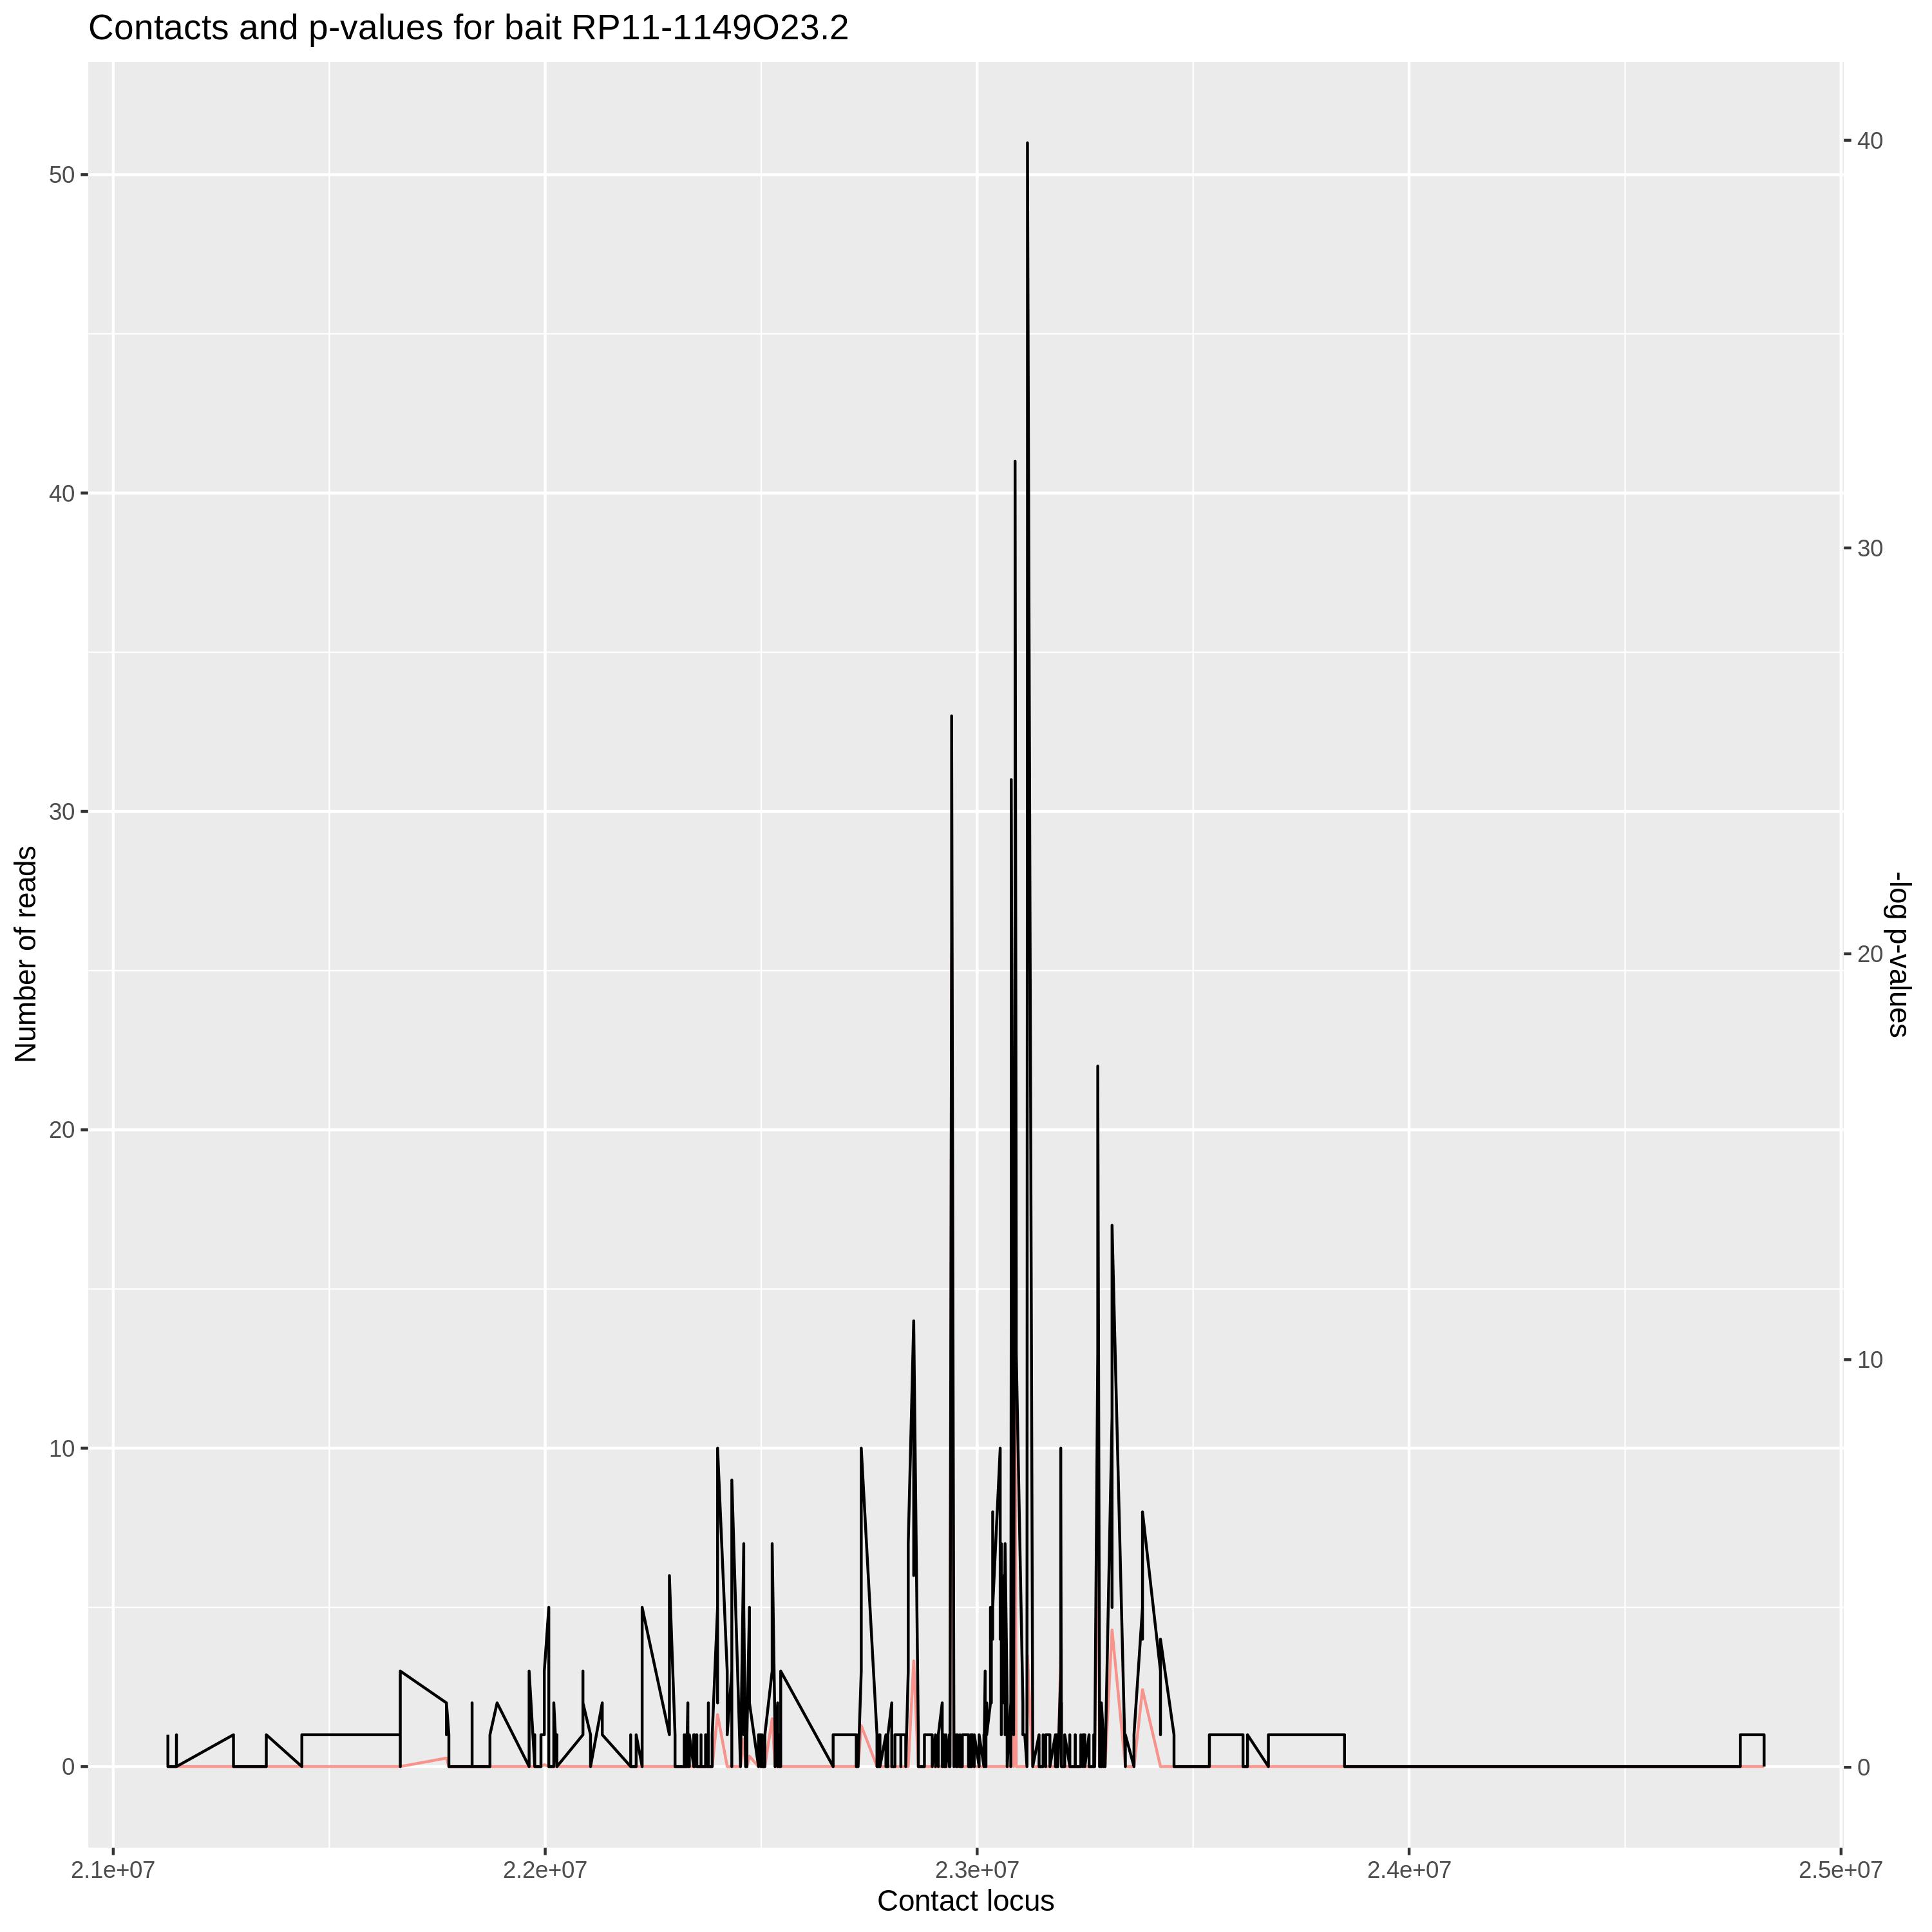 Contacts and p-values for bait RP11-1149O23.2
50
40
30
20
10
0
Number of reads
40
30
20
10
0
-log p-values
2.1e+07
2.2e+07
2.3e+07
2.4e+07
2.5e+07
Contact locus